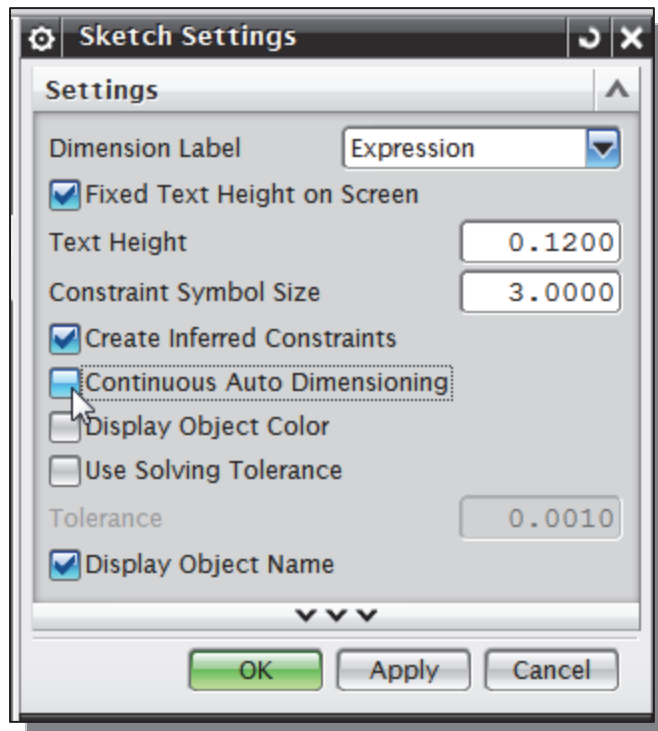 Sketch Settings
Settings
Dimension Label Expression
Fixed Text Height on Screen
Text Height 0.1200
Constraint Symbol Size 3.0000
Create Inferred Constraints
Continuous Auto Dimensioning
Display Object Color
Use Solving Tolerance
Tolerance 0.0010
Display Object Name
OK Apply Cancel